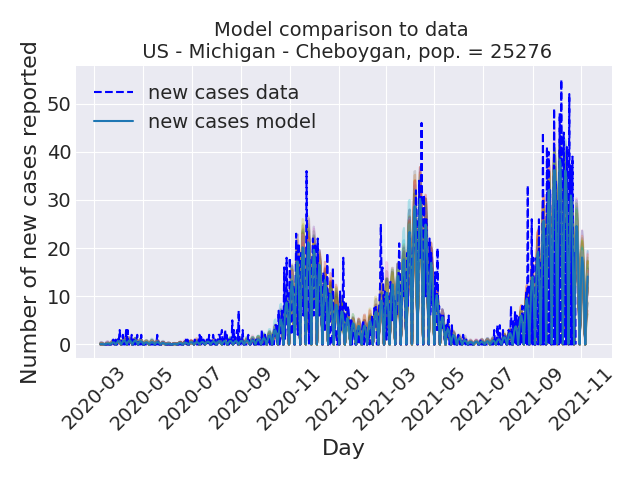 Model comparison to data
US - Michigan - Cheboygan, pop. = 25276
new cases data
new cases model
Number of new cases reported
50
40
30
20
10
0
2020-03
2020-05
2020-07
2020-09
2020-11
2021-01
2021-03
2021-05
2021-07
2021-09
2021-11
Day